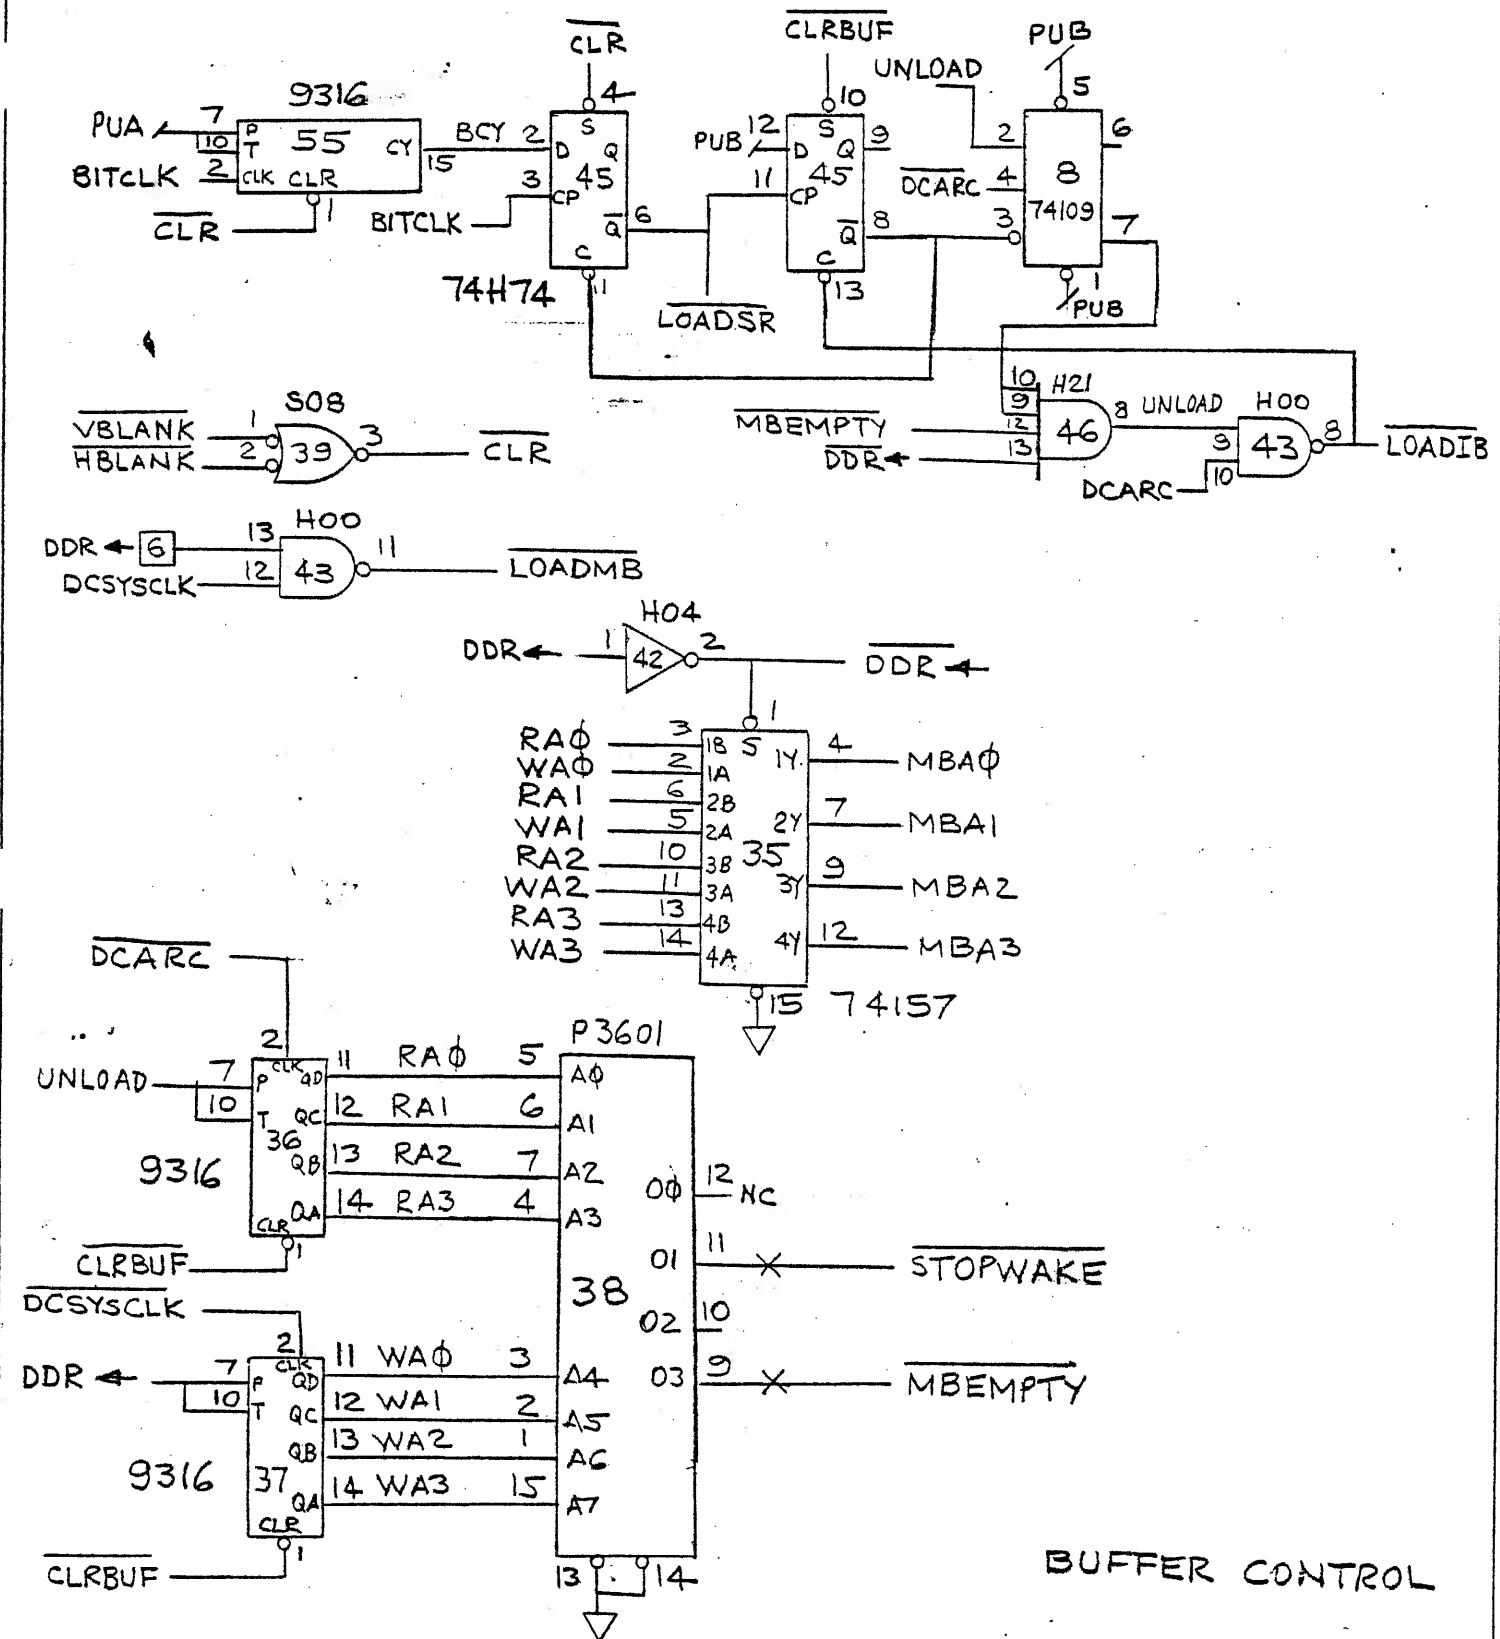 CLR
CLRBUF
PUB
UNLOAD
9316
4
10
5
PUA
7
P
10
T
55
CY
15
BCY
2
D
S
Q
45
PUB
12
D
S
Q
9
45
2
6
BITCLK
2
CLK
CLR
1
3
CP
11
CP
DCARC
4
8
74109
CLR
BITCLK
Q
6
Q
8
3
7
C
11
C
13
1
PUB
74H74
LOADSR
10
H21
9
8
UNLOAD
H00
MBEMPTY
12
46
9
43
8
LOADIB
DDR←
13
DCARC
10
S08
VBLANK
1
HBLANK
2
39
3
CLR
H00
DDR←
6
13
43
11
LOADMB
DCSYSCLK
12
H04
DDR←
1
42
2
DDR←
1
RAØ
3
1B
S
1Y
4
MBAØ
WAØ
2
1A
RA1
6
2B
2Y
7
MBA1
WA1
5
2A
35
RA2
10
3B
3Y
9
MBA2
WA2
11
3A
RA3
13
4B
4Y
12
MBA3
WA3
14
4A
15
74157
DCARC
P3601
2
CLK
UNLOAD
7
P
QD
11
RAØ
5
AØ
10
T
QC
12
RA1
6
A1
36
9316
QB
13
RA2
7
A2
OØ
12
NC
QA
14
RA3
4
A3
CLR
1
O1
11
STOPWAKE
CLRBUF
38
DCSYSCLK
O2
10
2
CLK
DDR←
7
P
QD
11
WAØ
3
A4
O3
9
MBEMPTY
10
T
QC
12
WA1
2
A5
QB
13
WA2
1
A6
9316
37
QA
14
WA3
15
A7
CLR
1
CLRBUF
13
14
BUFFER CONTROL